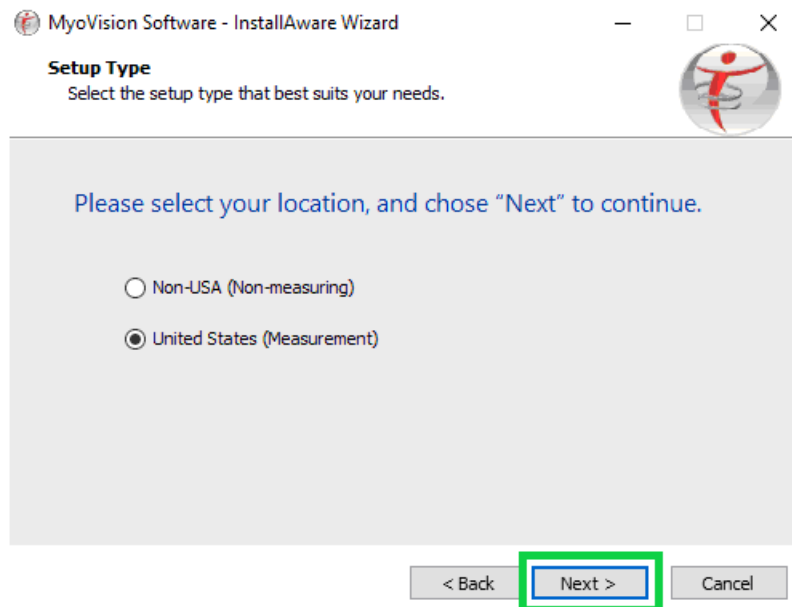 MyoVision Software - InstallAware Wizard
Setup Type
Select the setup type that best suits your needs.
Please select your location, and chose “Next” to continue.
Non-USA (Non-measuring)
United States (Measurement)
< Back Next > Cancel